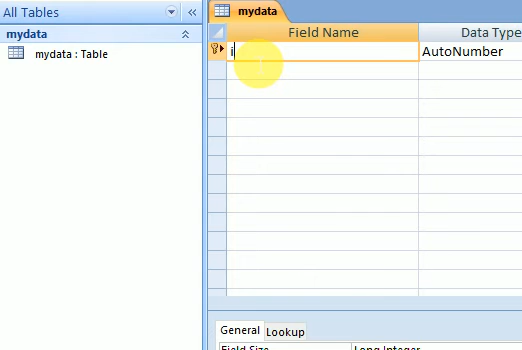 All Tables
mydata
mydata : Table
mydata
Field Name
Data Type
i
AutoNumber
General
Lookup
Field Size
Long Integer